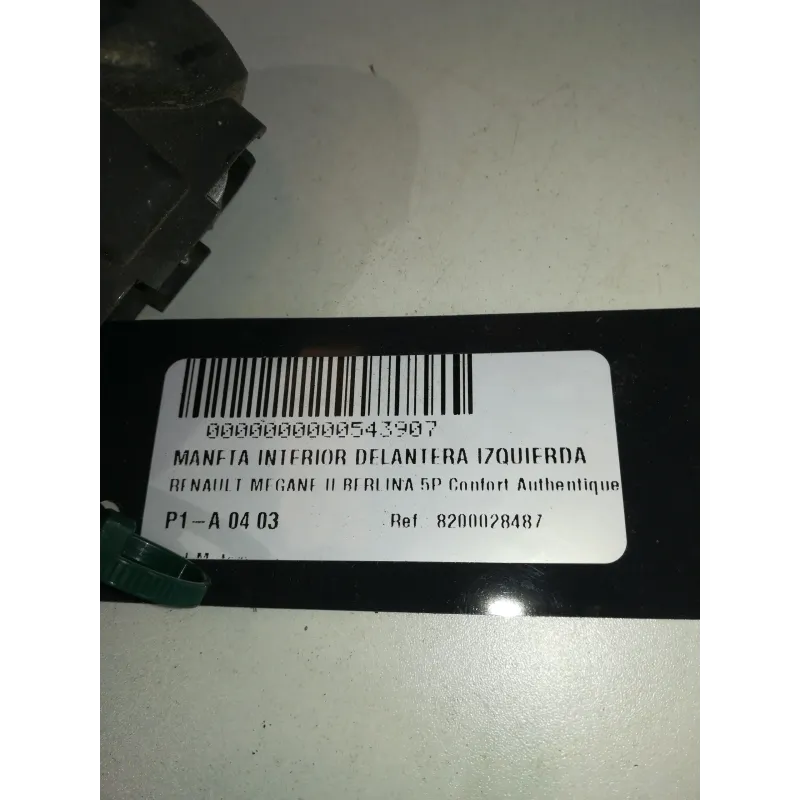 0000000000543907
MANETA INTERIOR DELANTERA IZQUIERDA
RENAULT MEGANE II BERLINA 5P Confort Authentique
P1-A 04 03 Ref. 8200028487